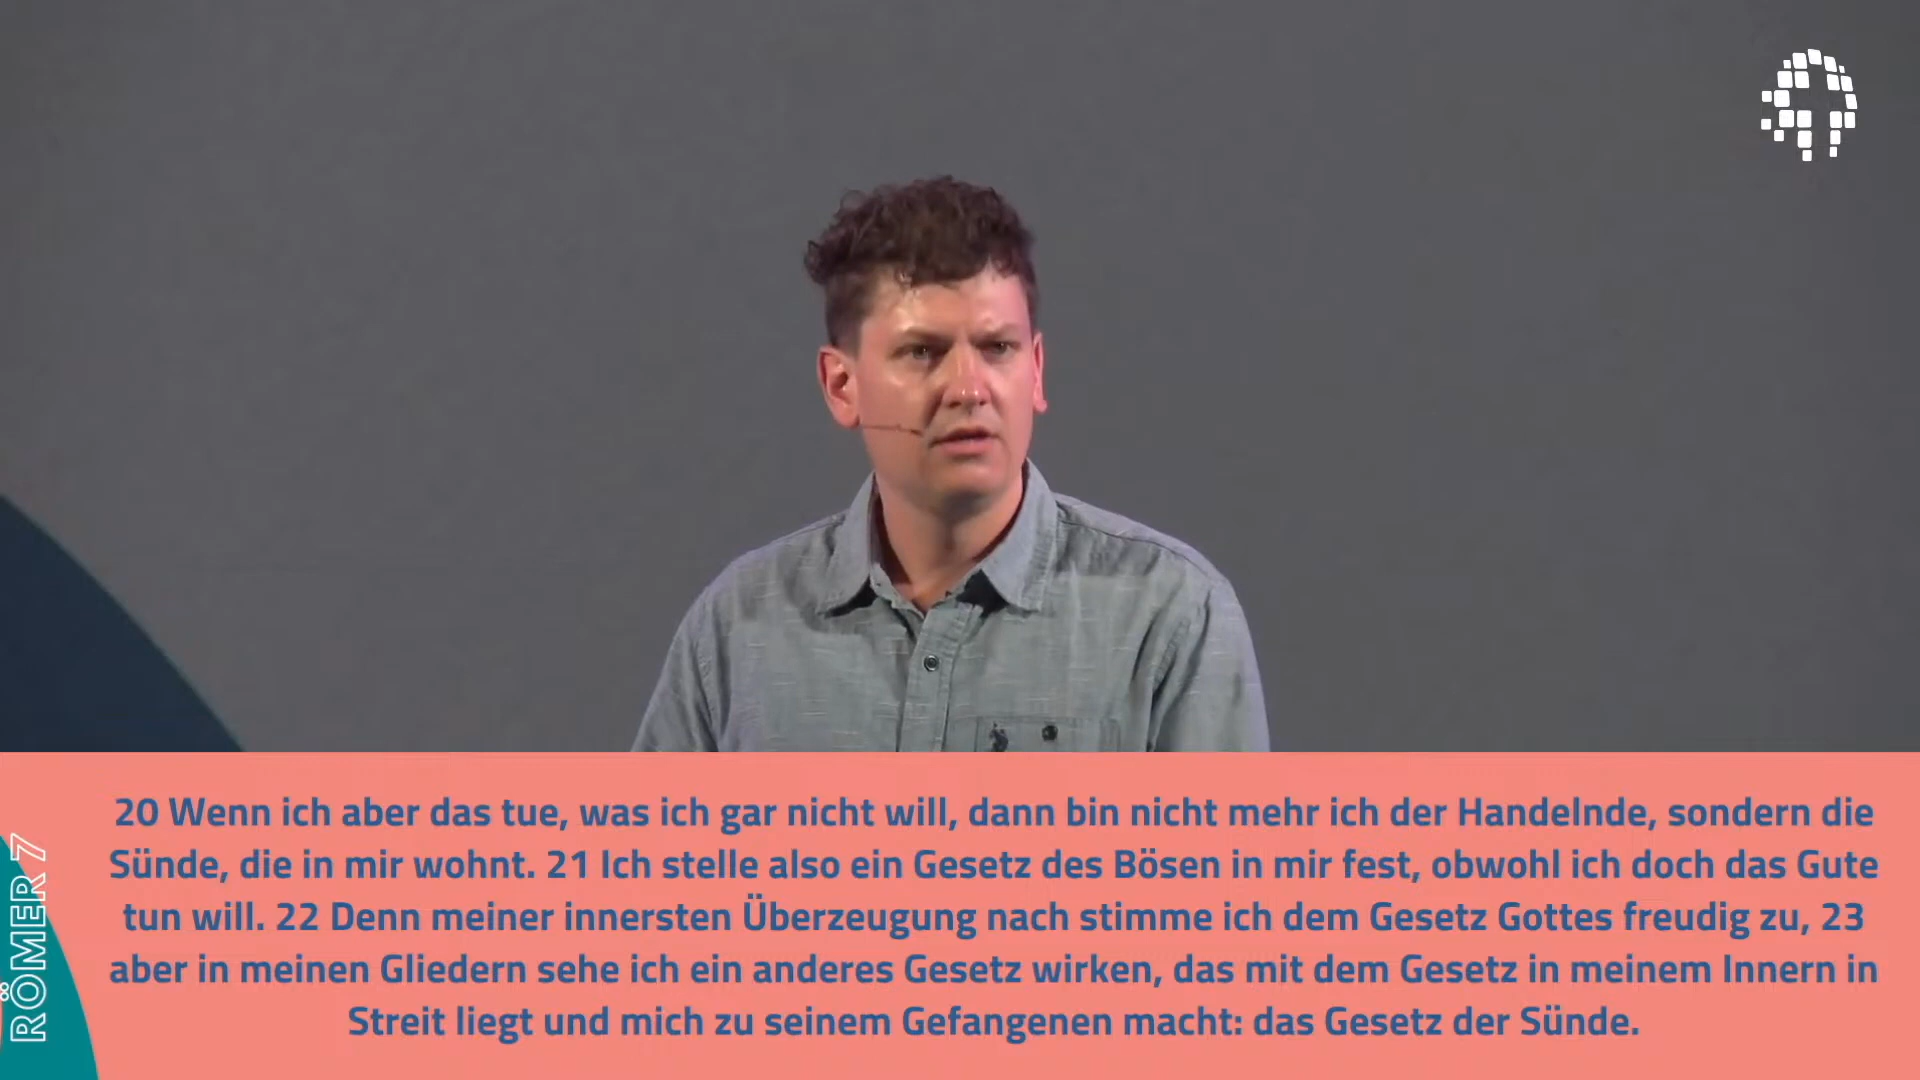 20 Wenn ich aber das tue, was ich gar nicht will, dann bin nicht mehr ich der Handelnde, sondern die
Sünde, die in mir wohnt. 21 Ich stelle also ein Gesetz des Bösen in mir fest, obwohl ich doch das Gute
tun will. 22 Denn meiner innersten Überzeugung nach stimme ich dem Gesetz Gottes freudig zu, 23
aber in meinen Gliedern sehe ich ein anderes Gesetz wirken, das mit dem Gesetz in meinem Innern in
Streit liegt und mich zu seinem Gefangenen macht: das Gesetz der Sünde.
RÖMER 7